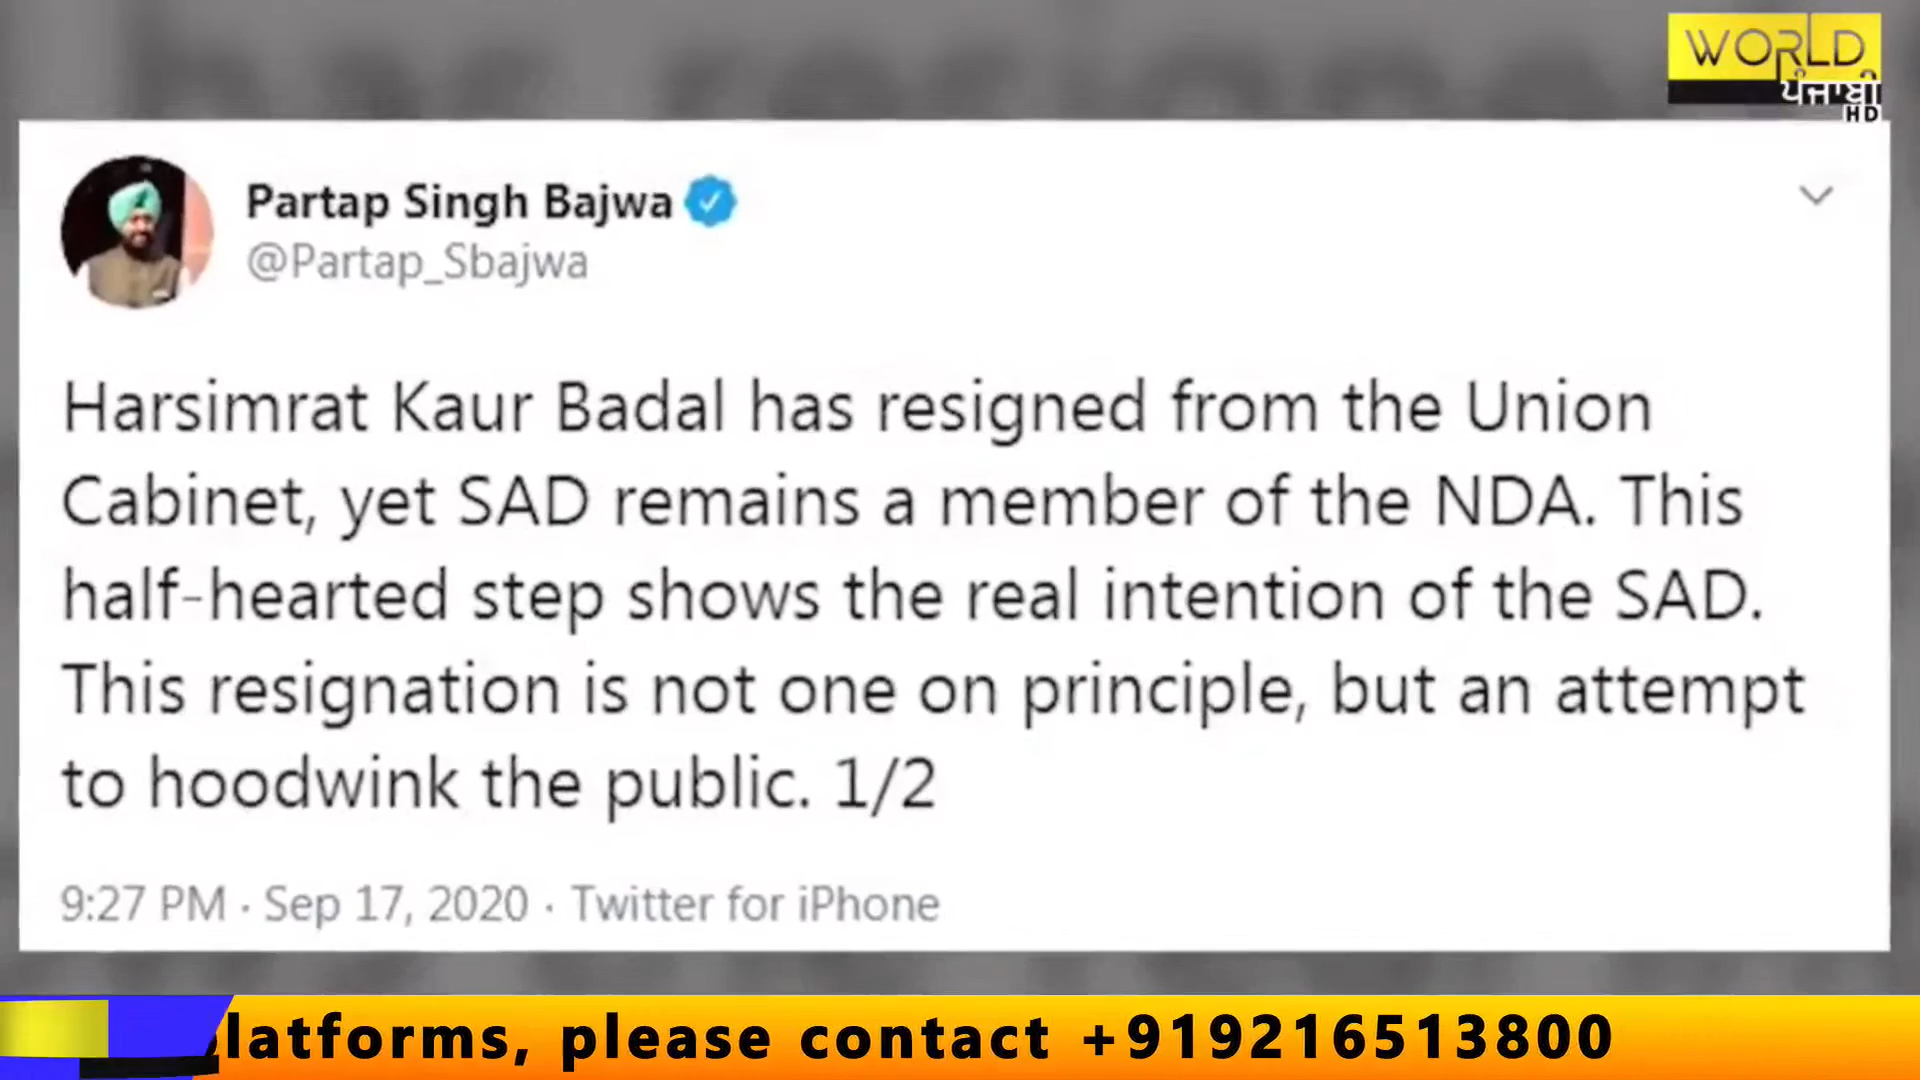 WORLD
ਪੰਜਾਬੀ
HD
Partap Singh Bajwa
@Partap_Sbajwa
Harsimrat Kaur Badal has resigned from the Union
Cabinet, yet SAD remains a member of the NDA. This
half-hearted step shows the real intention of the SAD.
This resignation is not one on principle, but an attempt
to hoodwink the public. 1/2
9:27 PM · Sep 17, 2020 · Twitter for iPhone
latforms, please contact +919216513800